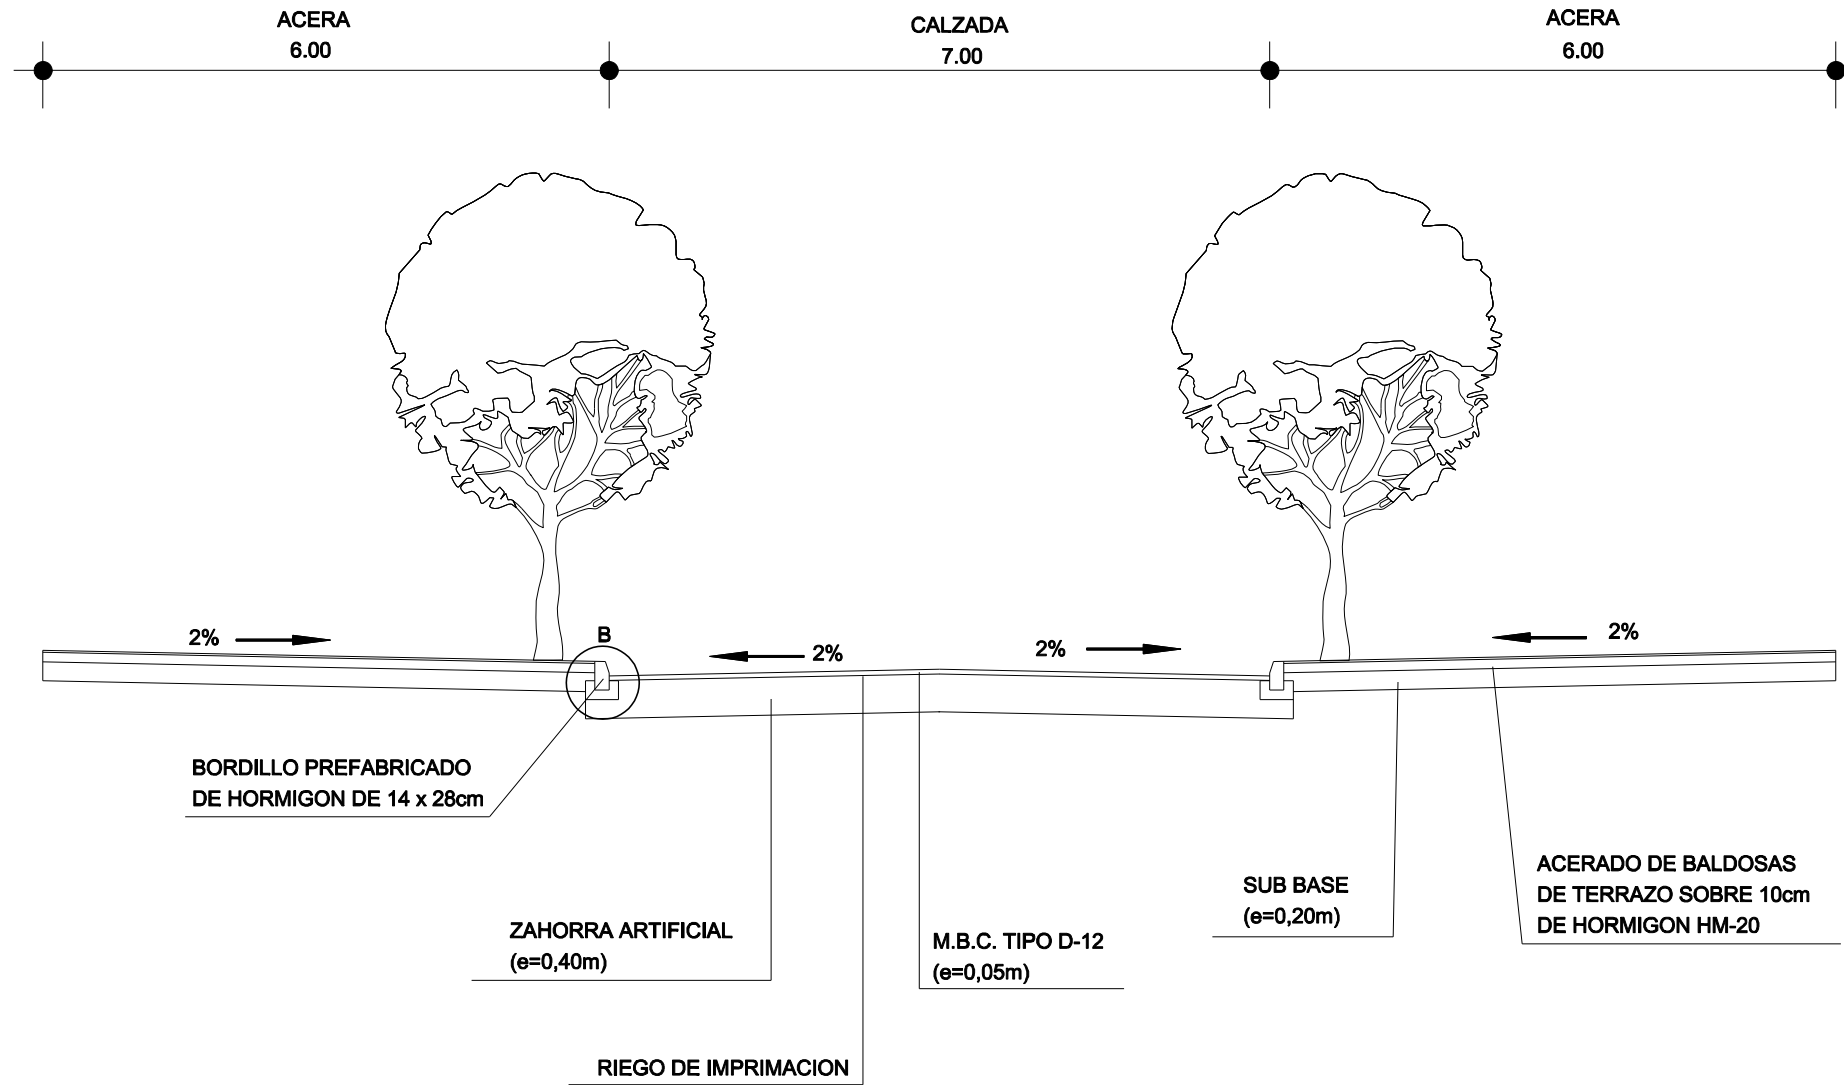 ACERA
6.00
CALZADA
7.00
ACERA
6.00
2%
B
2%
2%
2%
BORDILLO PREFABRICADO
DE HORMIGON DE 14 x 28cm
ZAHORRA ARTIFICIAL
(e=0,40m)
RIEGO DE IMPRIMACION
M.B.C. TIPO D-12
(e=0,05m)
SUB BASE
(e=0,20m)
ACERADO DE BALDOSAS
DE TERRAZO SOBRE 10cm
DE HORMIGON HM-20